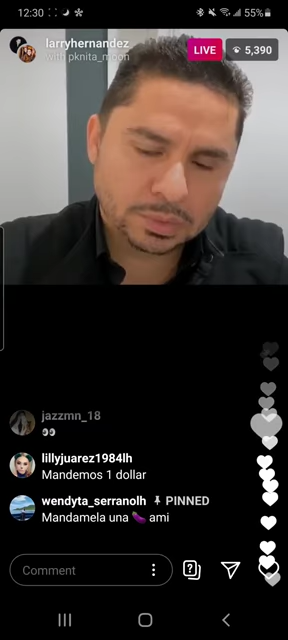 12:30
55%
larryhernandez
with pknita_moon
LIVE
5,390
jazzmn_18
👀
lillyjuarez1984lh
Mandemos 1 dollar
wendyta_serranolh PINNED
Mandamela una 🍆 ami
Comment